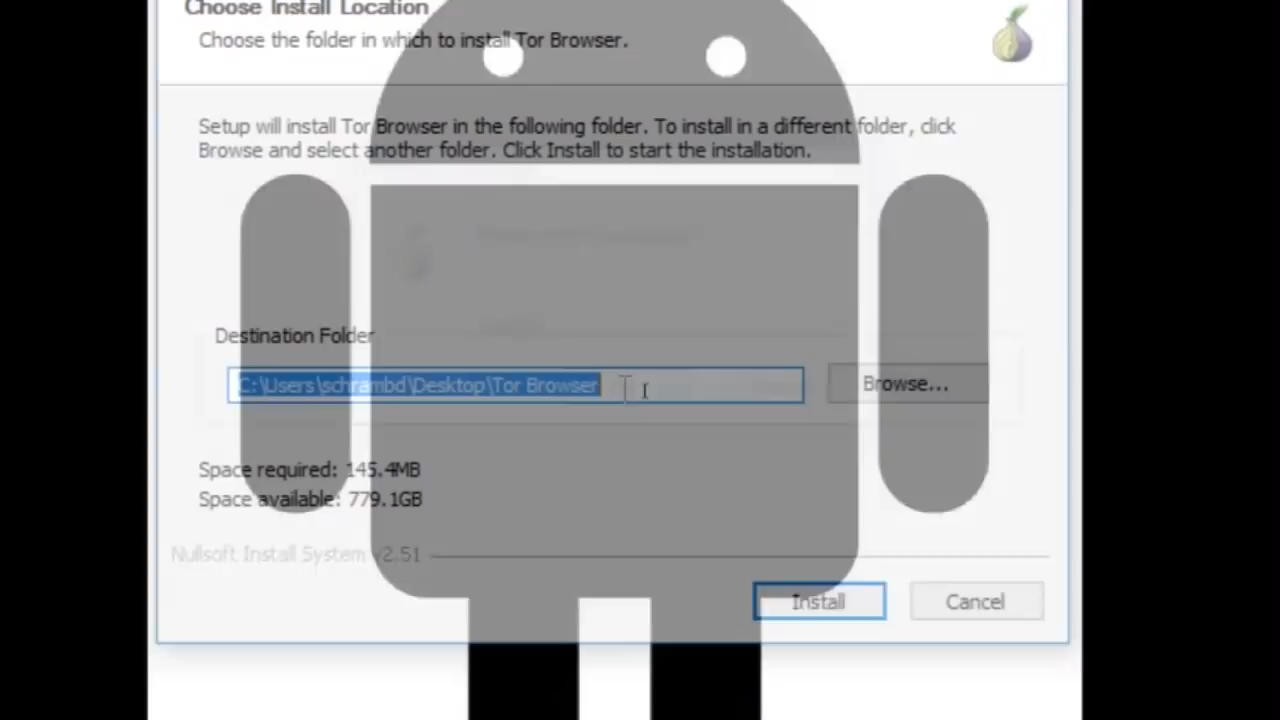 Choose Install Location
Choose the folder in which to install Tor Browser.
Setup will install Tor Browser in the following folder. To install in a different folder, click
Browse and select another folder. Click Install to start the installation.
Destination Folder
C:\Users\schrambd\Desktop\Tor Browser
Browse...
Space required: 145.4MB
Space available: 779.1GB
Nullsoft Install System v2.51
Install
Cancel